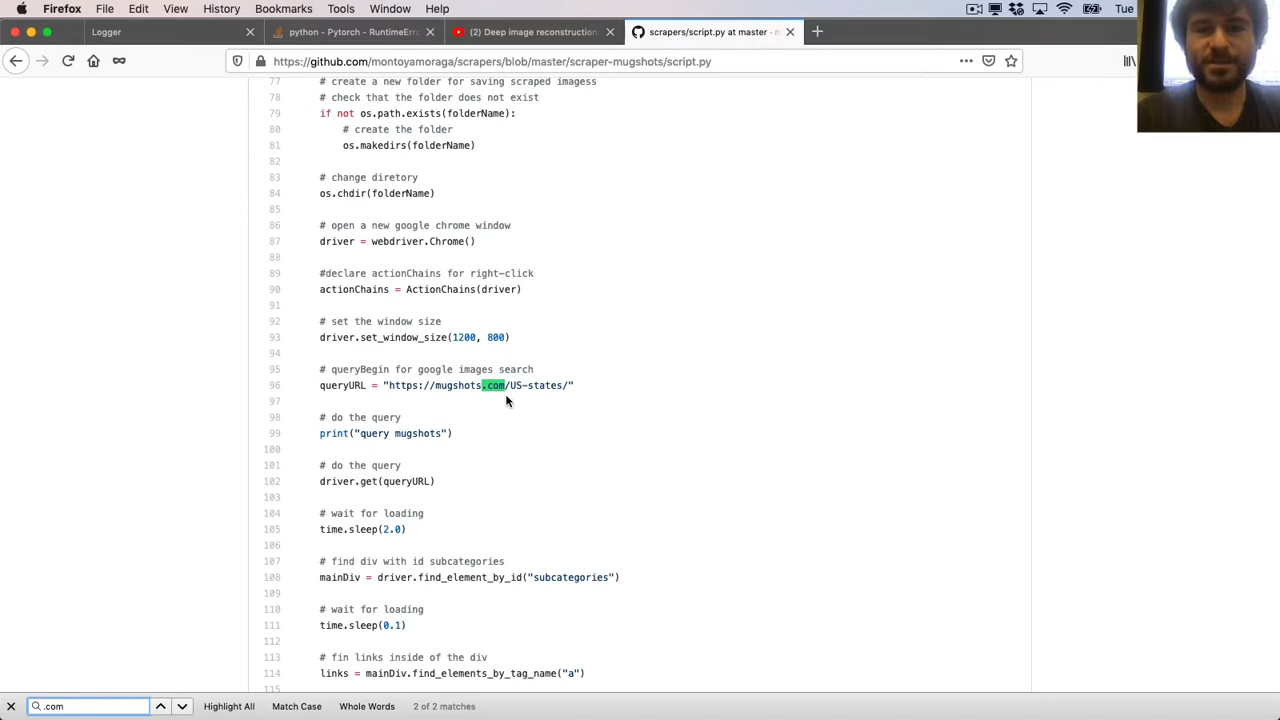 Firefox File Edit View History Bookmarks Tools Window Help Tue
Logger
python - Pytorch - RuntimeErro
(2) Deep image reconstruction
scrapers/script.py at master · m
https://github.com/montoyamoraga/scrapers/blob/master/scraper-mugshots/script.py
77 # create a new folder for saving scraped imagess
78 # check that the folder does not exist
79 if not os.path.exists(folderName):
80 # create the folder
81 os.makedirs(folderName)
82
83 # change diretory
84 os.chdir(folderName)
85
86 # open a new google chrome window
87 driver = webdriver.Chrome()
88
89 #declare actionChains for right-click
90 actionChains = ActionChains(driver)
91
92 # set the window size
93 driver.set_window_size(1200, 800)
94
95 # queryBegin for google images search
96 queryURL = "https://mugshots.com/US-states/"
97
98 # do the query
99 print("query mugshots")
100
101 # do the query
102 driver.get(queryURL)
103
104 # wait for loading
105 time.sleep(2.0)
106
107 # find div with id subcategories
108 mainDiv = driver.find_element_by_id("subcategories")
109
110 # wait for loading
111 time.sleep(0.1)
112
113 # fin links inside of the div
114 links = mainDiv.find_elements_by_tag_name("a")
115
.com Highlight All Match Case Whole Words 2 of 2 matches